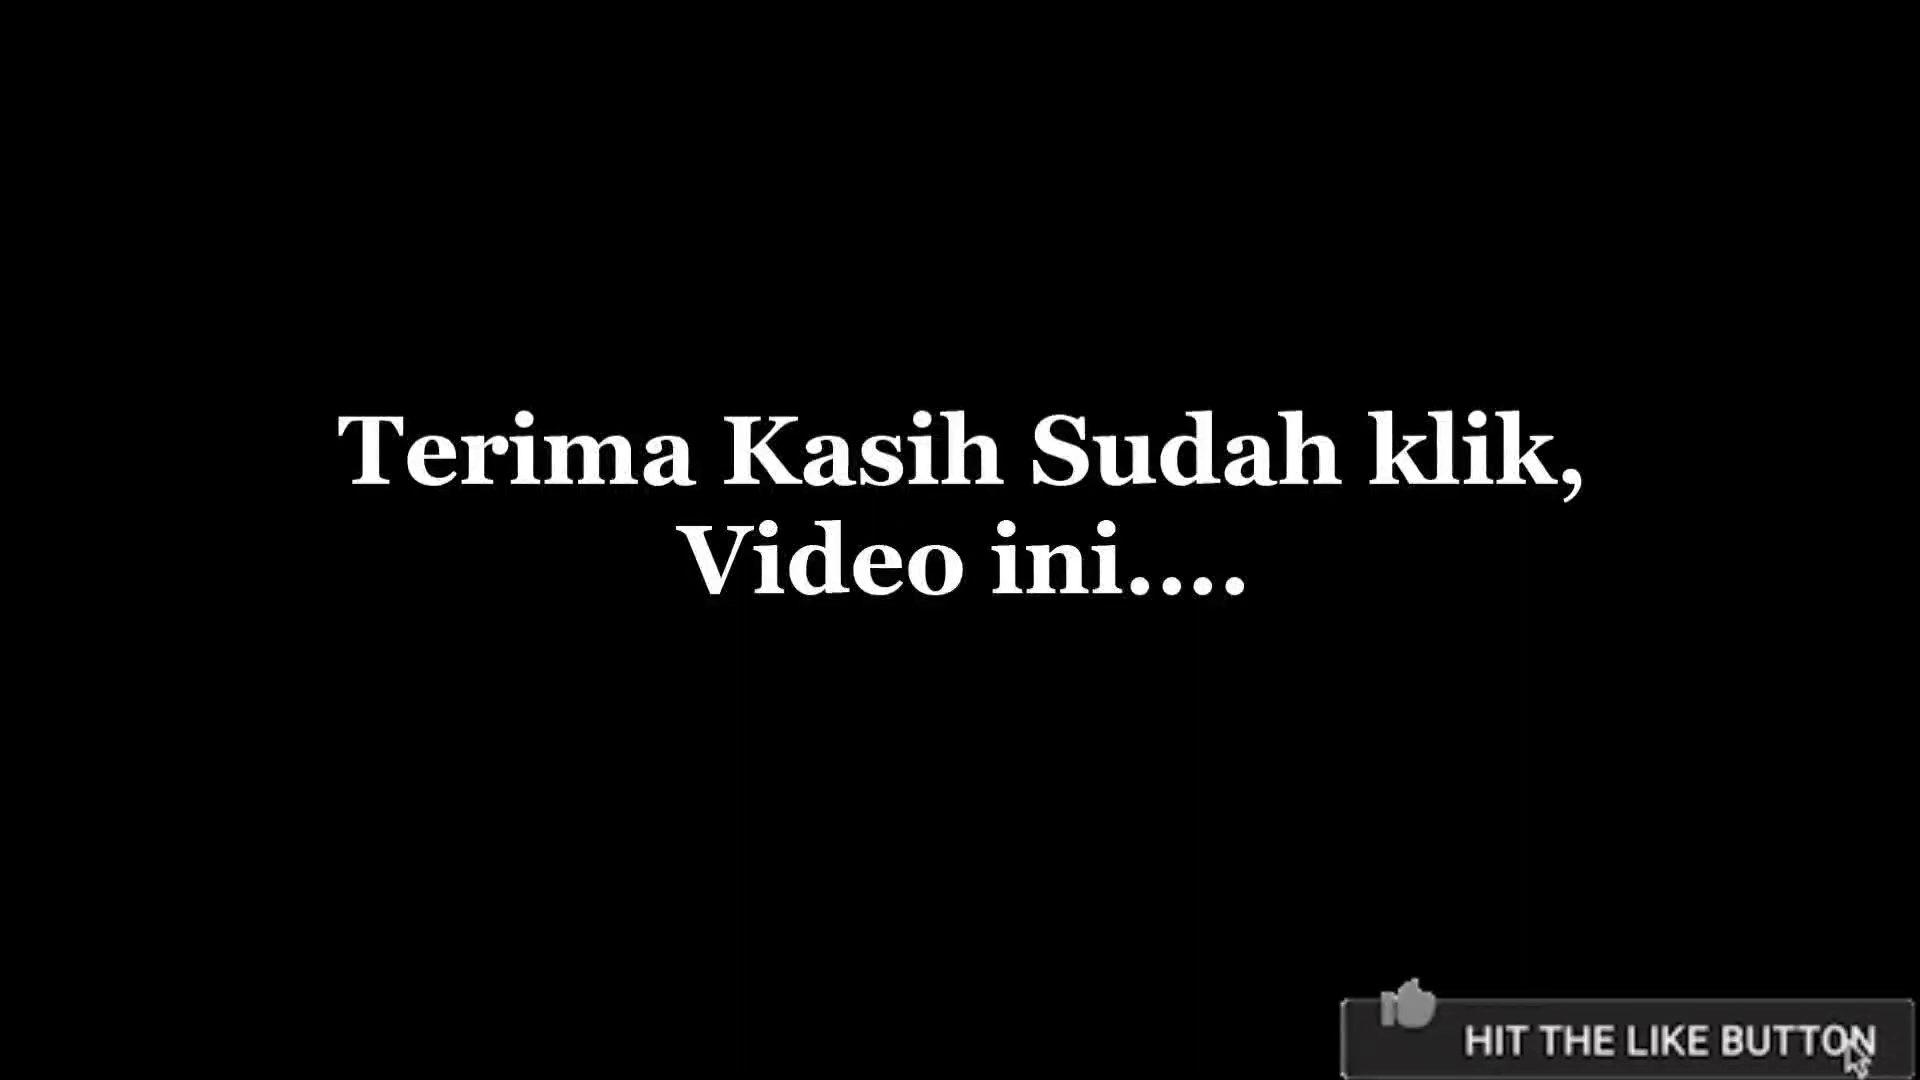 Terima Kasih Sudah klik,
Video ini....
HIT THE LIKE BUTTON